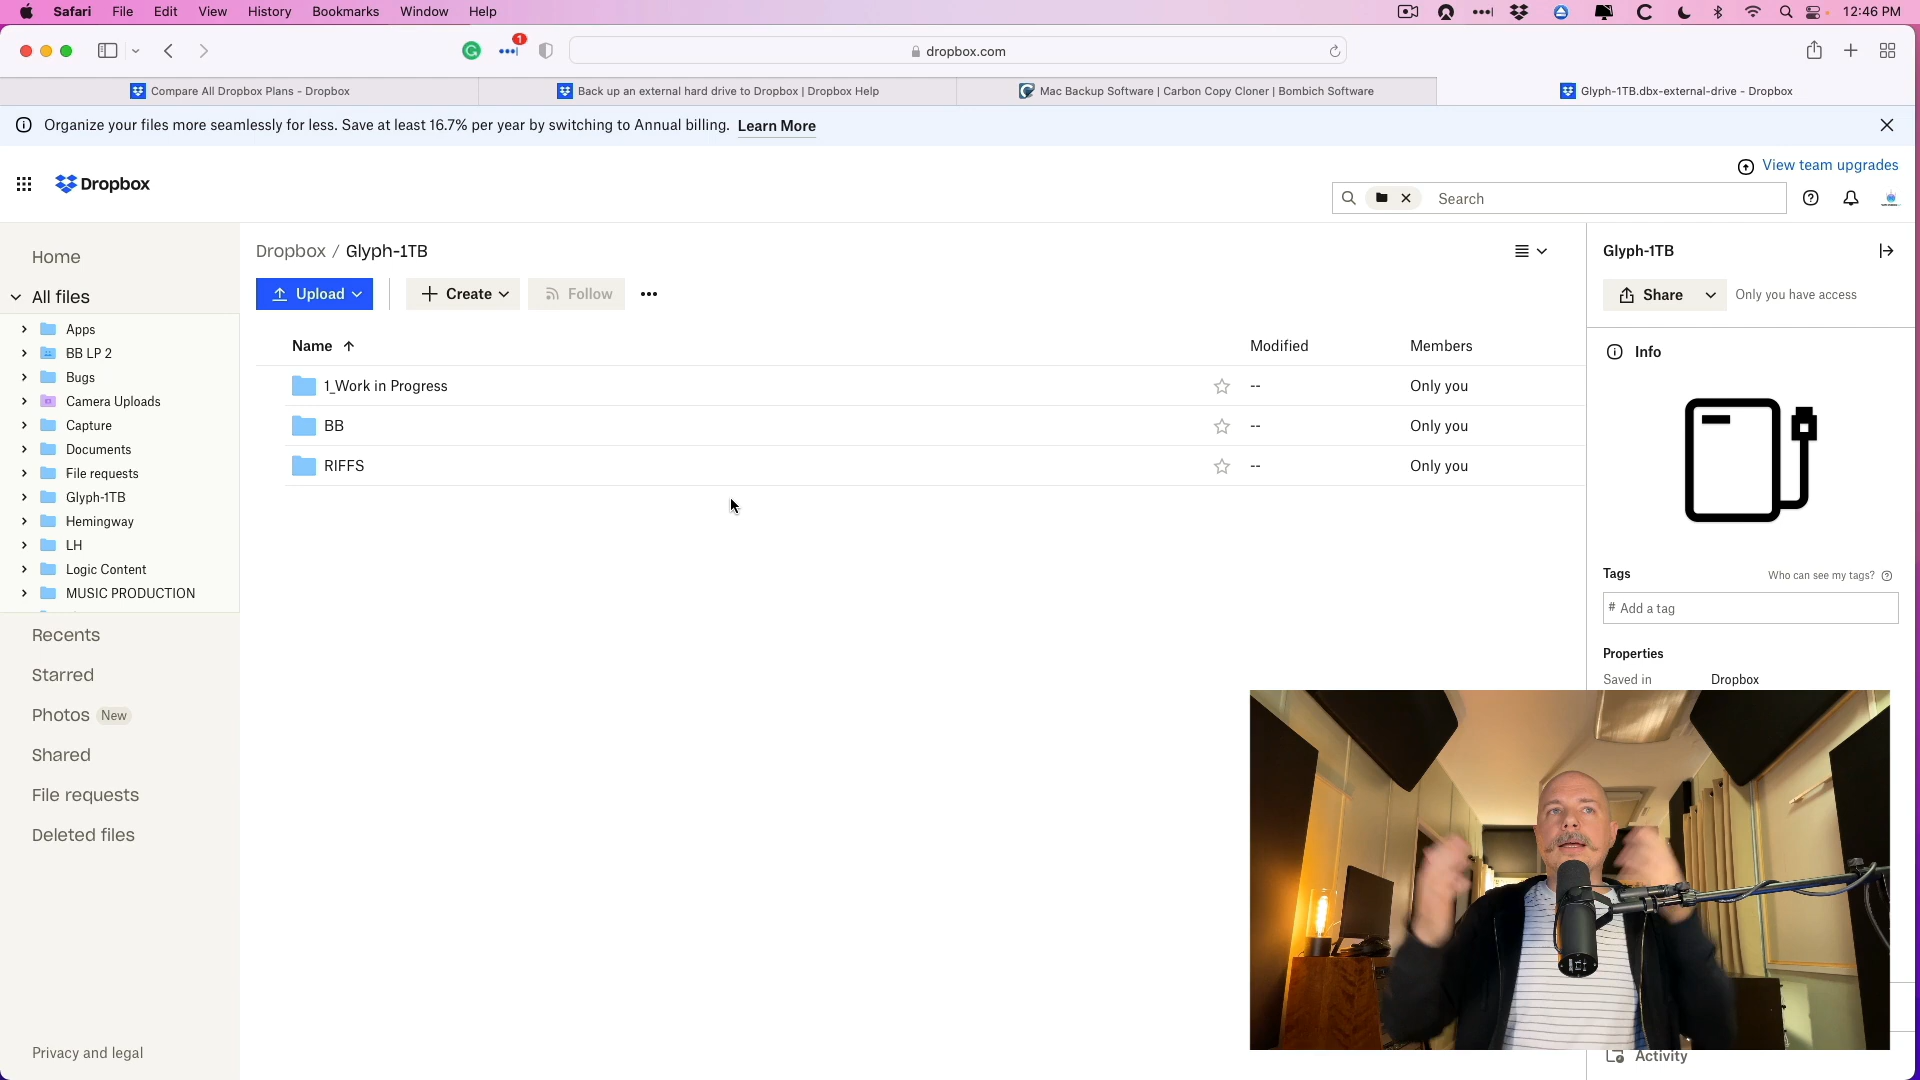 Safari File Edit View History Bookmarks Window Help 12:46 PM
1
dropbox.com
Compare All Dropbox Plans - Dropbox
Back up an external hard drive to Dropbox | Dropbox Help
Mac Backup Software | Carbon Copy Cloner | Bombich Software
Glyph-1TB.dbx-external-drive - Dropbox
Organize your files more seamlessly for less. Save at least 16.7% per year by switching to Annual billing. Learn More
View team upgrades
Dropbox
Search
Home
All files
Apps
BB LP 2
Bugs
Camera Uploads
Capture
Documents
File requests
Glyph-1TB
Hemingway
LH
Logic Content
MUSIC PRODUCTION
Recents
Starred
Photos New
Shared
File requests
Deleted files
Privacy and legal
Dropbox / Glyph-1TB
Upload
Create
Follow
Name Modified Members
1_Work in Progress -- Only you
BB -- Only you
RIFFS -- Only you
Glyph-1TB
Share Only you have access
Info
Tags Who can see my tags?
# Add a tag
Properties
Saved in Dropbox
Activity